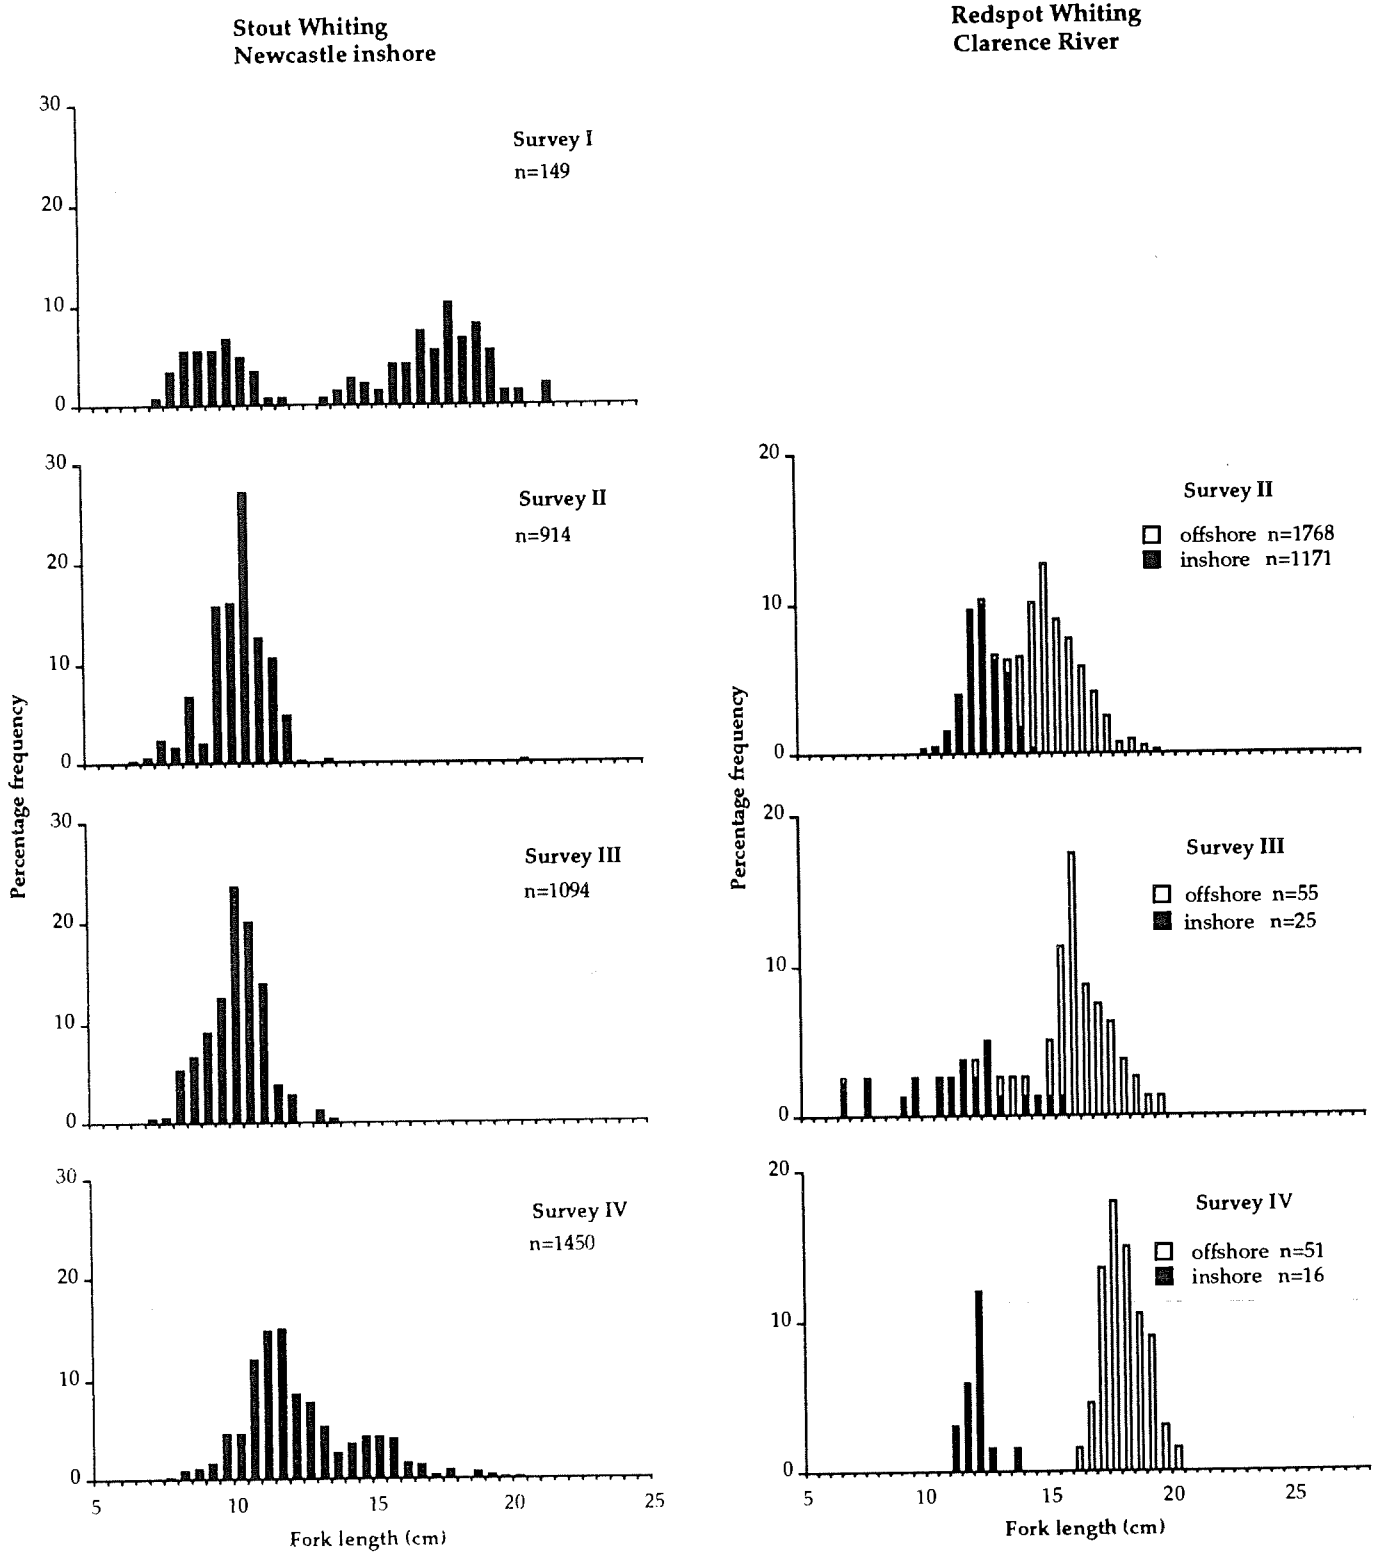 Stout Whiting
Newcastle inshore
30
20
10
0
Survey I
n=149
30
20
10
0
Survey II
n=914
30
20
10
0
Survey III
n=1094
30
20
10
0
Survey IV
n=1450
5 10 15 20 25
Fork length (cm)
Percentage frequency
Redspot Whiting
Clarence River
20
10
0
Survey II
offshore n=1768
inshore n=1171
20
10
0
Survey III
offshore n=55
inshore n=25
20
10
0
Survey IV
offshore n=51
inshore n=16
5 10 15 20 25
Fork length (cm)
Percentage frequency